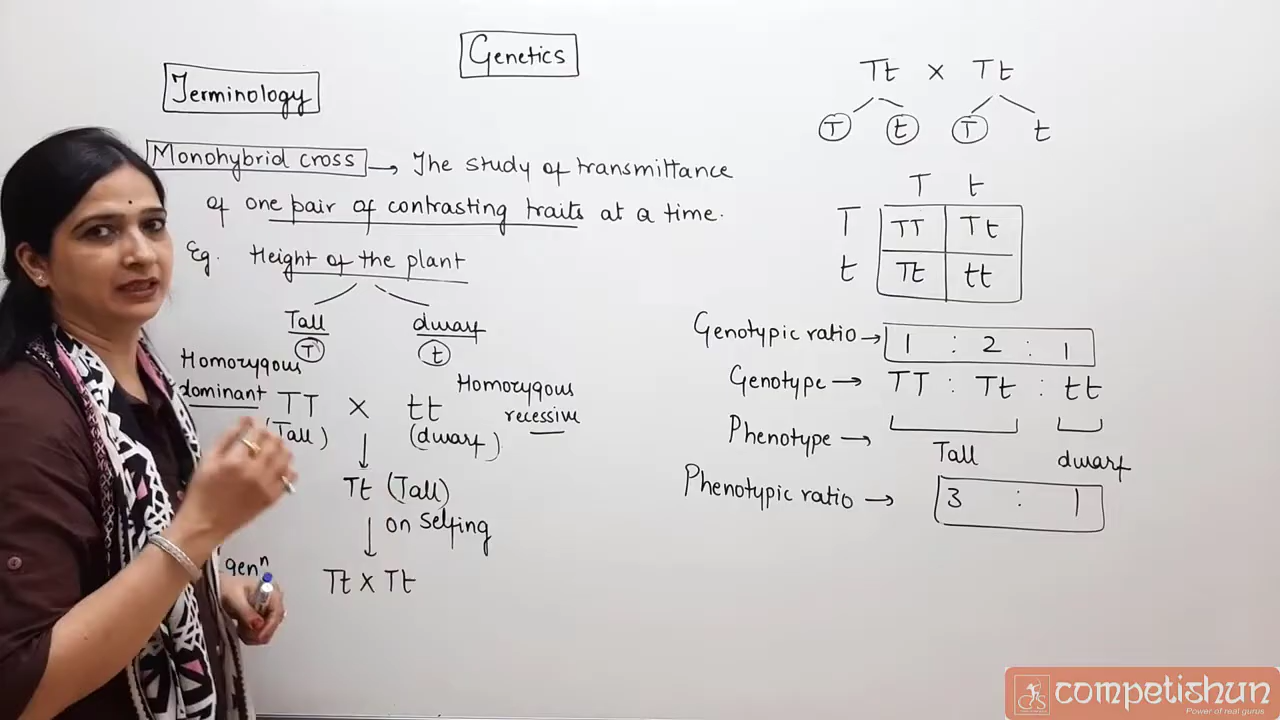 Genetics
Terminology
Monohybrid cross → The study of transmittance
of one pair of contrasting traits at a time.
Eg. Height of the plant
Tall dwarf
T t
Homozygous dominant TT × tt Homozygous recessive
(Tall) (dwarf)
Tt (Tall)
on Selfing
genⁿ Tt × Tt
Tt × Tt
T t T t
T t
T TT Tt
t Tt tt
Genotypic ratio → 1 : 2 : 1
Genotype → TT : Tt : tt
Phenotype → Tall dwarf
Phenotypic ratio → 3 : 1
competishun
Power of real gurus